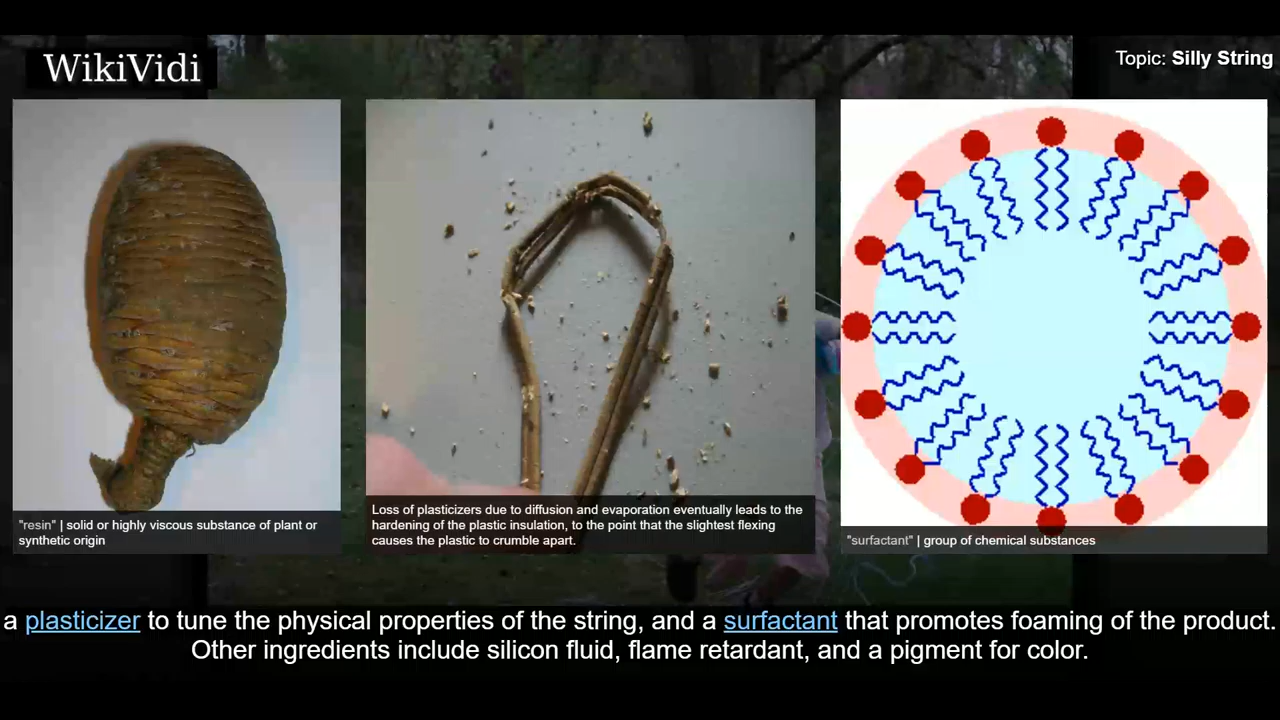 WikiVidi
Topic: Silly String
"resin" | solid or highly viscous substance of plant or
synthetic origin
Loss of plasticizers due to diffusion and evaporation eventually leads to the
hardening of the plastic insulation, to the point that the slightest flexing
causes the plastic to crumble apart.
"surfactant" | group of chemical substances
a plasticizer to tune the physical properties of the string, and a surfactant that promotes foaming of the product.
Other ingredients include silicon fluid, flame retardant, and a pigment for color.